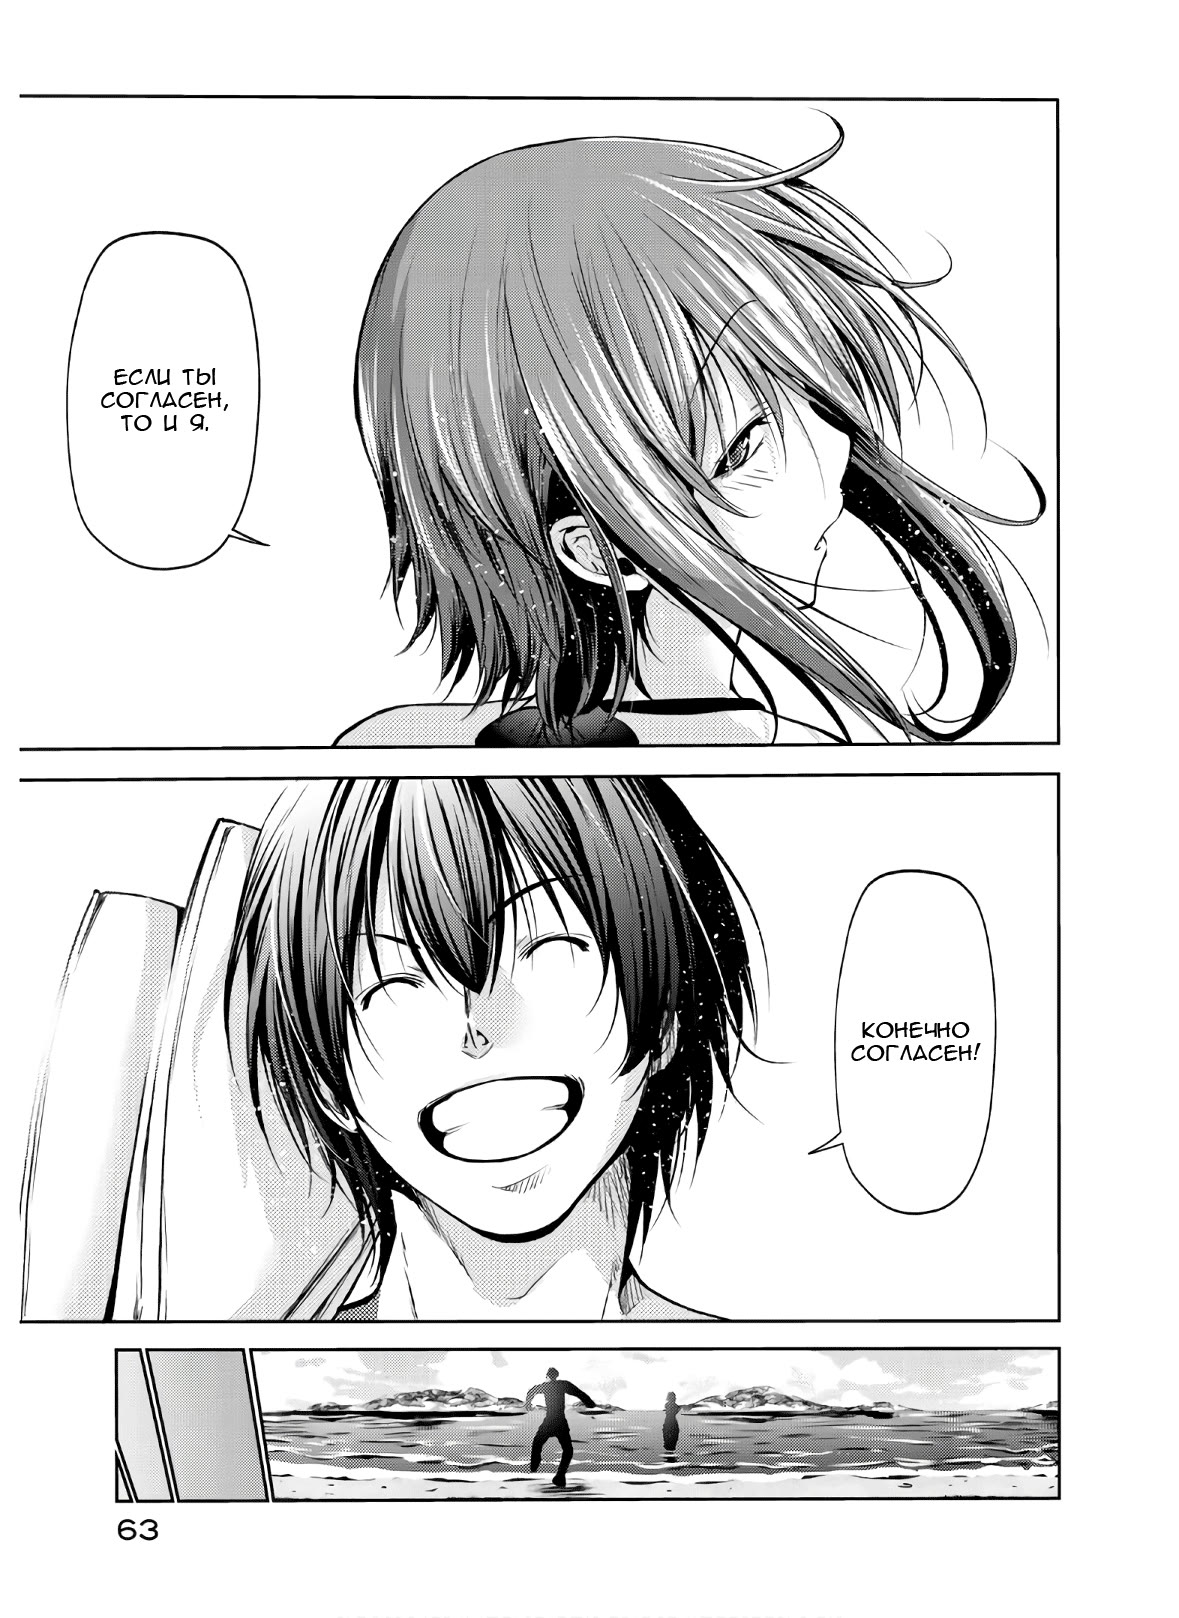 ЕСЛИ ТЫ
СОГЛАСЕН,
ТО И Я.
КОНЕЧНО
СОГЛАСЕН!
63